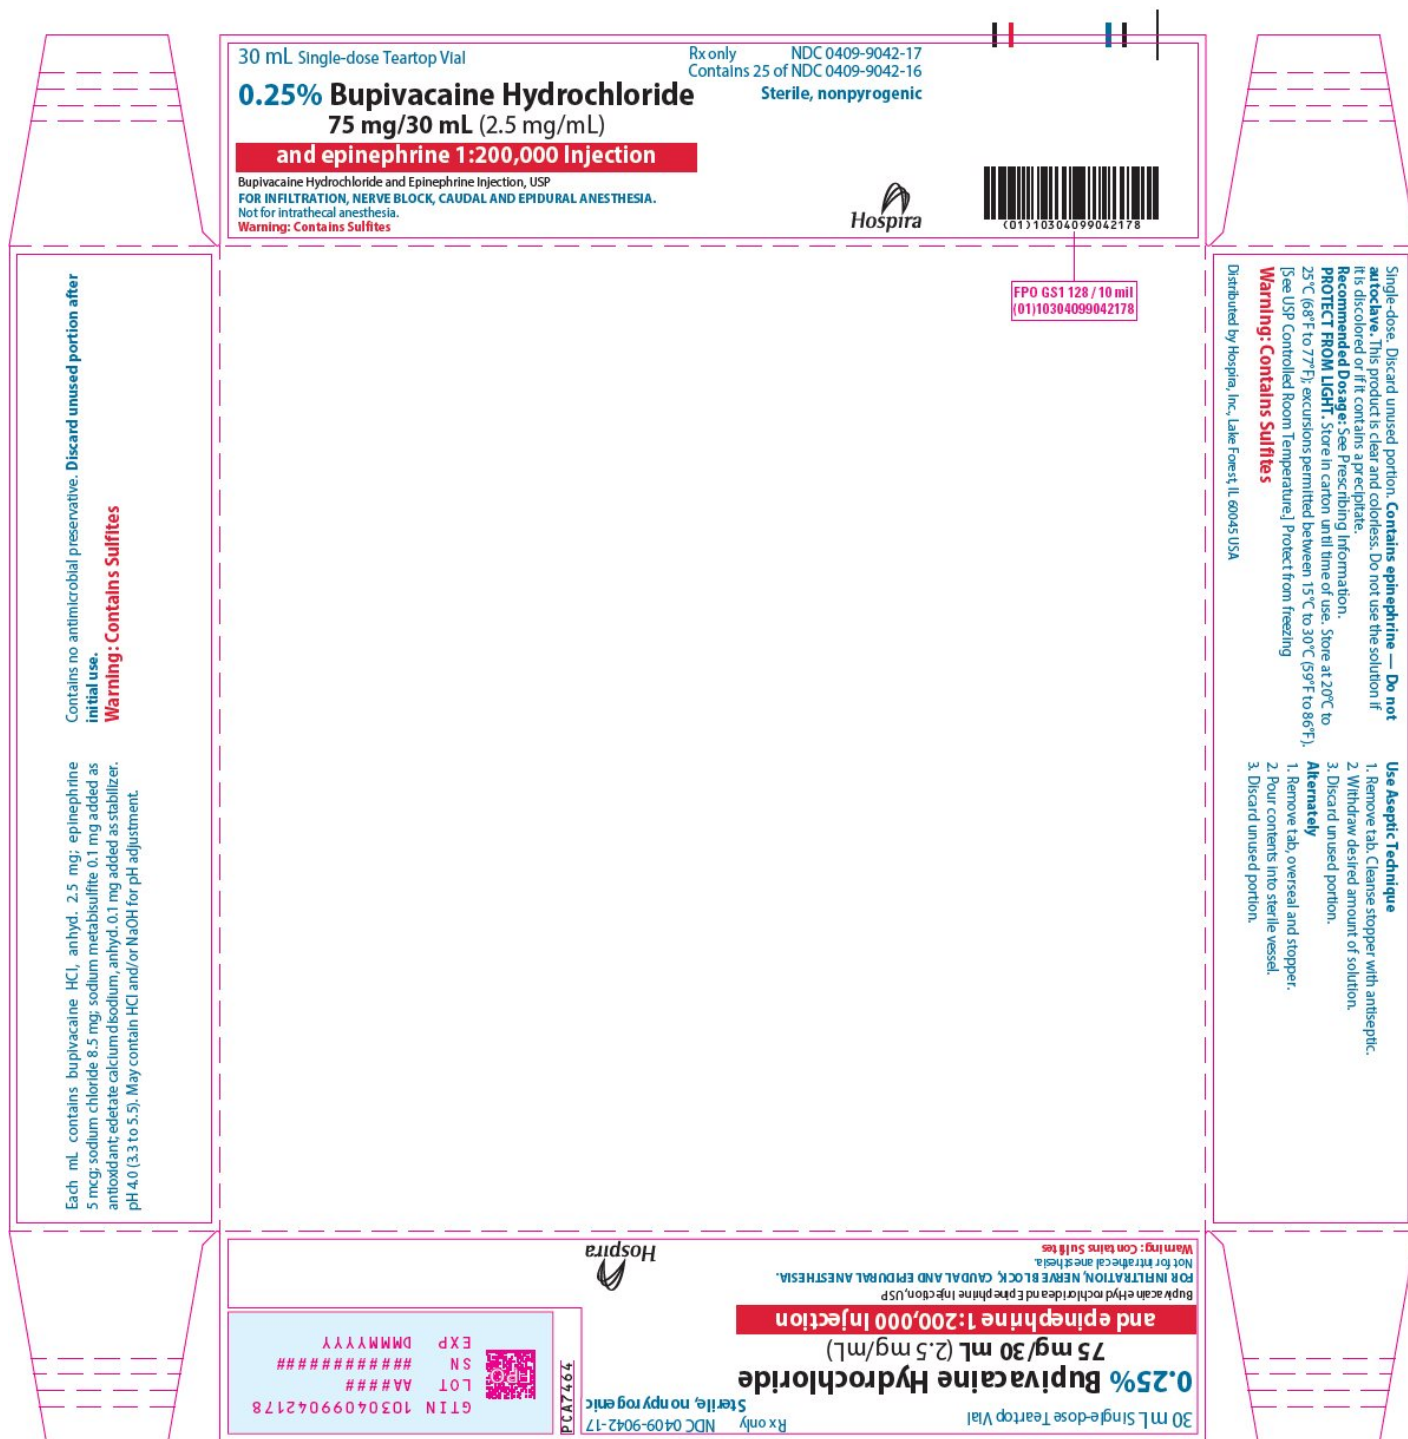 30 mL Single-dose Teartop Vial
Rx only NDC 0409-9042-17
Contains 25 of NDC 0409-9042-16
Sterile, nonpyrogenic
0.25% Bupivacaine Hydrochloride
75 mg/30 mL (2.5 mg/mL)
and epinephrine 1:200,000 Injection
Bupivacaine Hydrochloride and Epinephrine Injection, USP
FOR INFILTRATION, NERVE BLOCK, CAUDAL AND EPIDURAL ANESTHESIA.
Not for intrathecal anesthesia.
Warning: Contains Sulfites
Hospira
(01)10304099042178
FPO GS1 128 / 10 mil
(01)10304099042178
Contains no antimicrobial preservative. Discard unused portion after
initial use.
Warning: Contains Sulfites
Each mL contains bupivacaine HCl, anhyd. 2.5 mg; epinephrine
5 mcg; sodium chloride 8.5 mg; sodium metabisulfite 0.1 mg added as
antioxidant; edetate calcium disodium, anhyd. 0.1 mg added as stabilizer.
pH 4.0 (3.3 to 5.5). May contain HCl and/or NaOH for pH adjustment.
Single-dose. Discard unused portion. Contains epinephrine — Do not
autoclave. This product is clear and colorless. Do not use the solution if
it is discolored or if it contains a precipitate.
Recommended Dosage: See Prescribing Information.
PROTECT FROM LIGHT. Store in carton until time of use. Store at 20°C to
25°C (68°F to 77°F); excursions permitted between 15°C to 30°C (59°F to 86°F).
[See USP Controlled Room Temperature.] Protect from freezing
Warning: Contains Sulfites
Distributed by Hospira, Inc., Lake Forest, IL 60045 USA
Use Aseptic Technique
1. Remove tab. Cleanse stopper with antiseptic.
2. Withdraw desired amount of solution.
3. Discard unused portion.
Alternately
1. Remove tab, overseal and stopper.
2. Pour contents into sterile vessel.
3. Discard unused portion.
30 mL Single-dose Teartop Vial
Rx only NDC 0409-9042-17
Sterile, nonpyrogenic
0.25% Bupivacaine Hydrochloride
75 mg/30 mL (2.5 mg/mL)
and epinephrine 1:200,000 Injection
Bupivacaine Hydrochloride and Epinephrine Injection, USP
FOR INFILTRATION, NERVE BLOCK, CAUDAL AND EPIDURAL ANESTHESIA.
Not for intrathecal anesthesia.
Warning: Contains Sulfites
Hospira
PCA7464
FPO
GTIN 10304099042178
LOT AA####
SN ############
EXP DDMMMYYYY